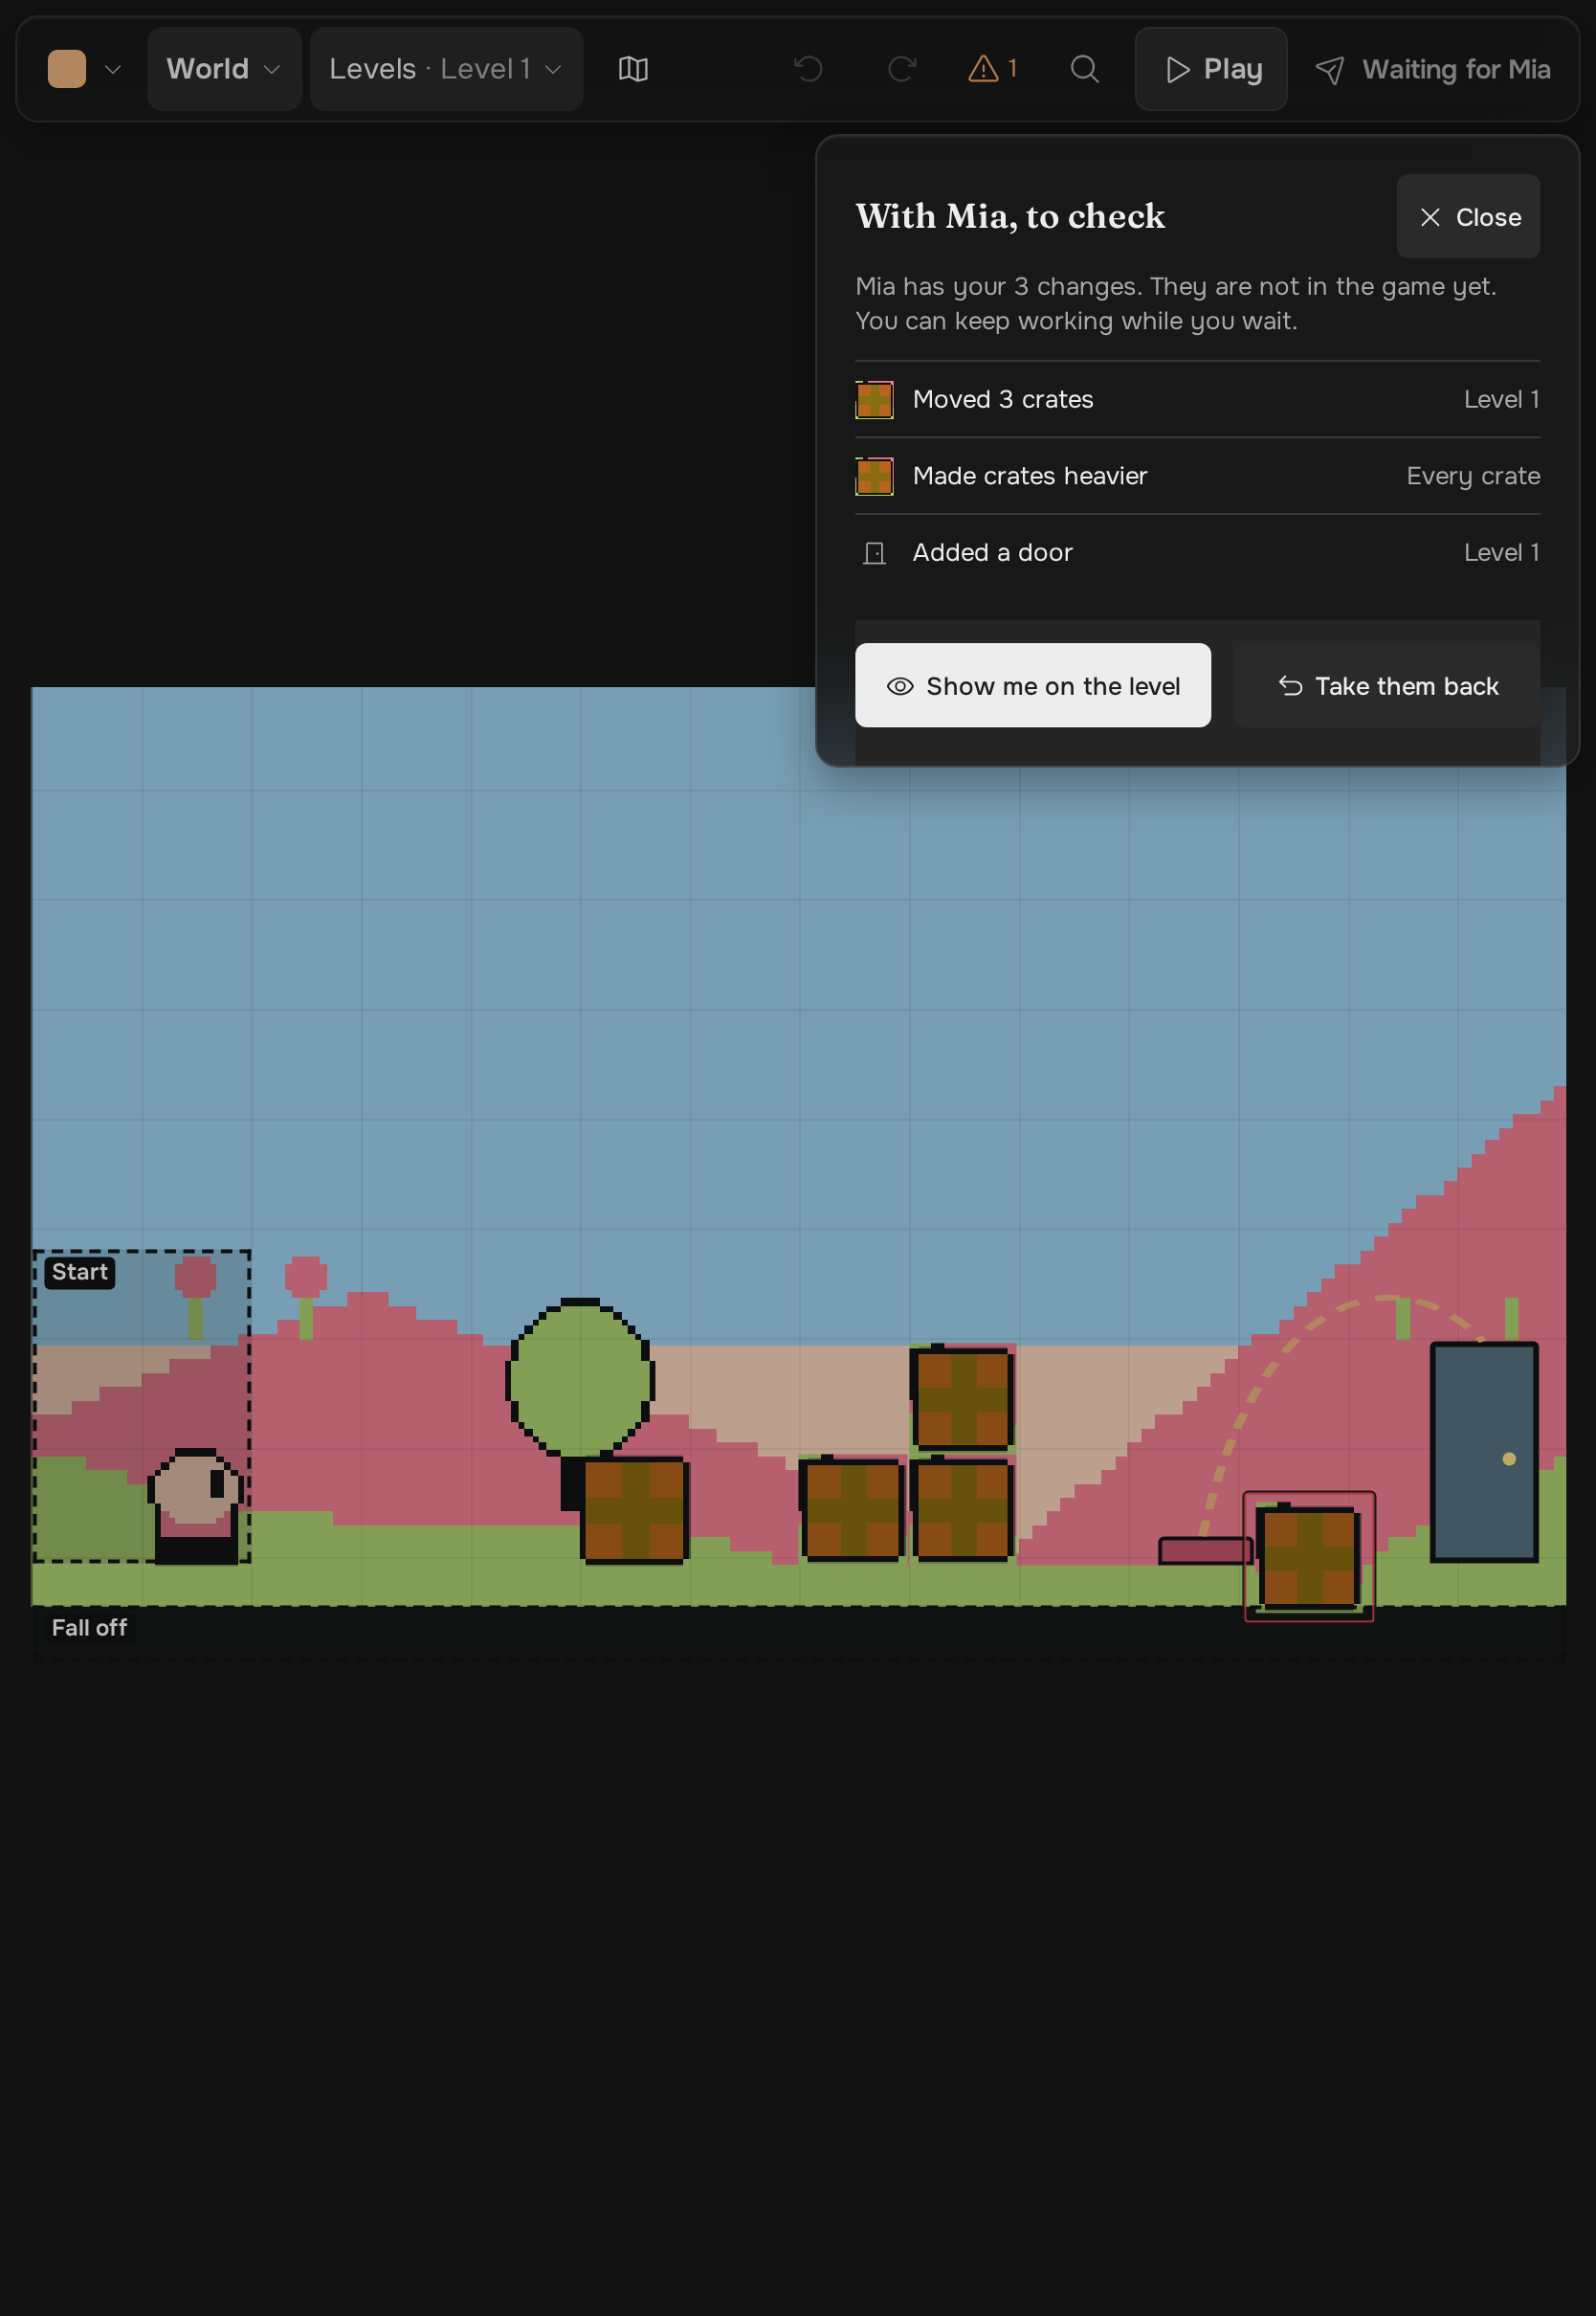 World
Levels · Level 1
1
Play
Waiting for Mia
With Mia, to check
Close
Mia has your 3 changes. They are not in the game yet.
You can keep working while you wait.
Moved 3 crates
Level 1
Made crates heavier
Every crate
Added a door
Level 1
Show me on the level
Take them back
Start
Fall off